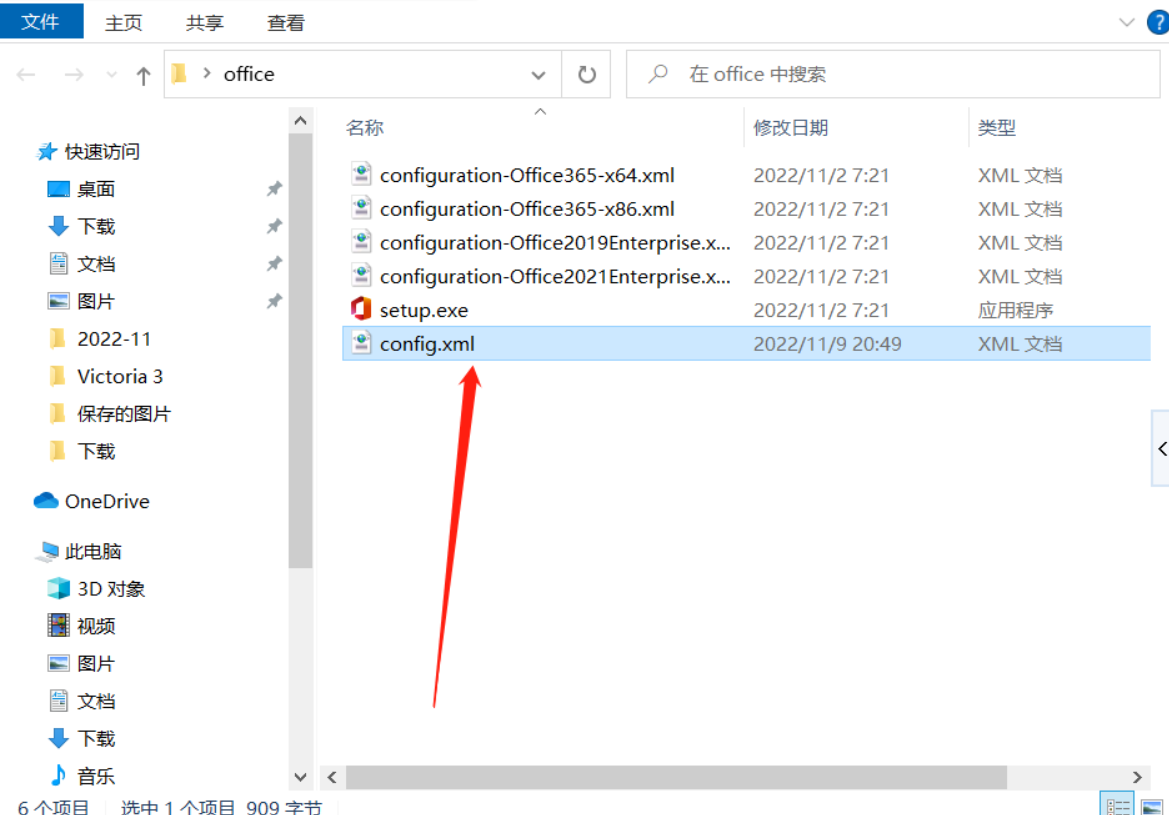 文件 主页 共享 查看
office 在 office 中搜索
名称 修改日期 类型
快速访问
桌面
下载
文档
图片
2022-11
Victoria 3
保存的图片
下载
OneDrive
此电脑
3D 对象
视频
图片
文档
下载
音乐
configuration-Office365-x64.xml 2022/11/2 7:21 XML 文档
configuration-Office365-x86.xml 2022/11/2 7:21 XML 文档
configuration-Office2019Enterprise.x... 2022/11/2 7:21 XML 文档
configuration-Office2021Enterprise.x... 2022/11/2 7:21 XML 文档
setup.exe 2022/11/2 7:21 应用程序
config.xml 2022/11/9 20:49 XML 文档
6 个项目 选中 1 个项目 909 字节